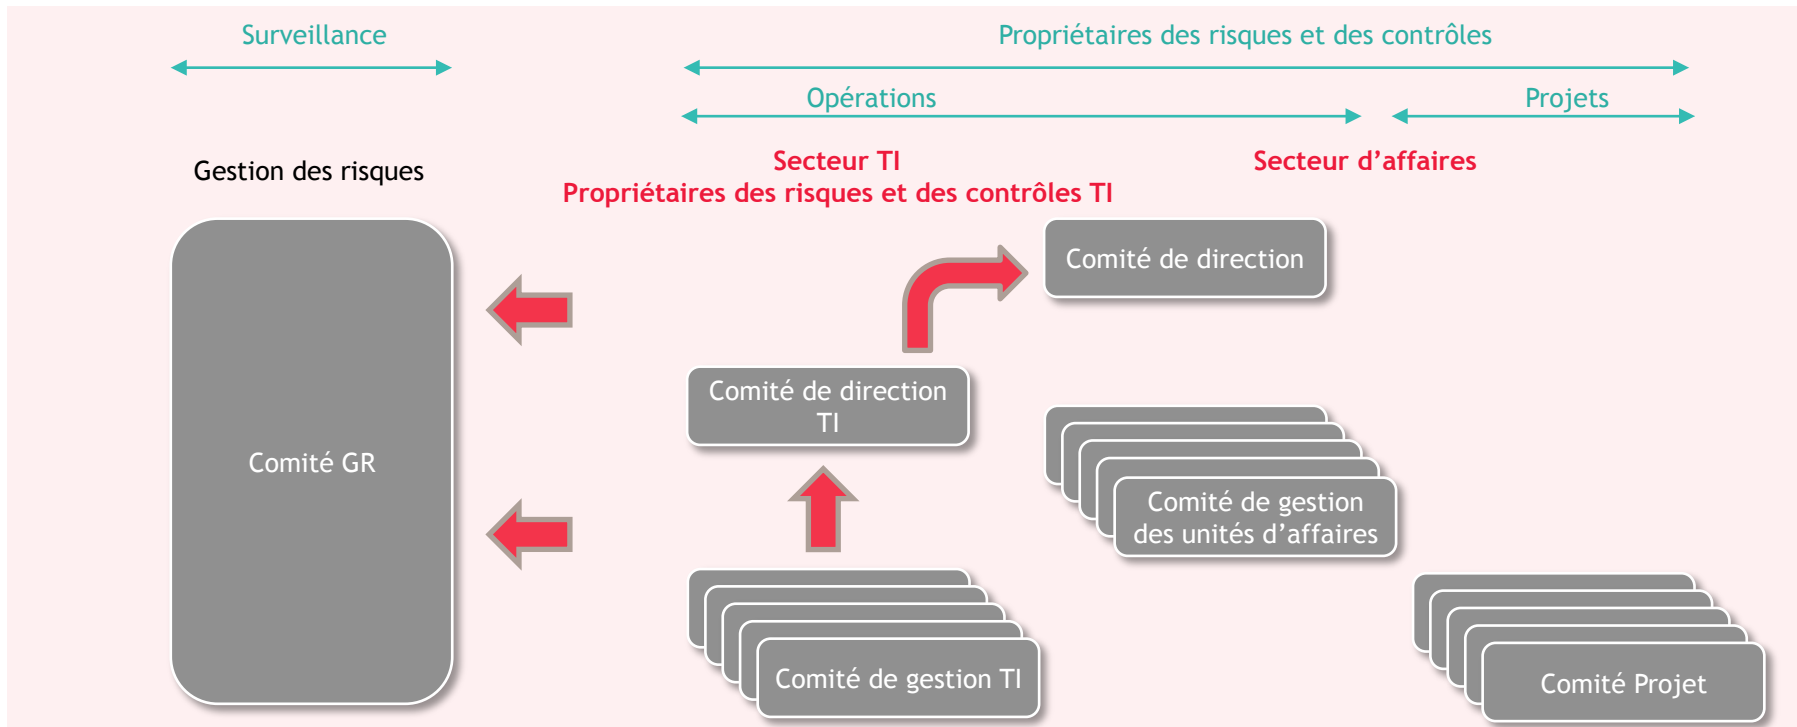 Surveillance
Propriétaires des risques et des contrôles
Opérations
Projets
Gestion des risques
Secteur TI
Propriétaires des risques et des contrôles TI
Secteur d’affaires
Comité de direction
Comité de direction
TI
Comité GR
Comité de gestion
des unités d’affaires
Comité de gestion TI
Comité Projet